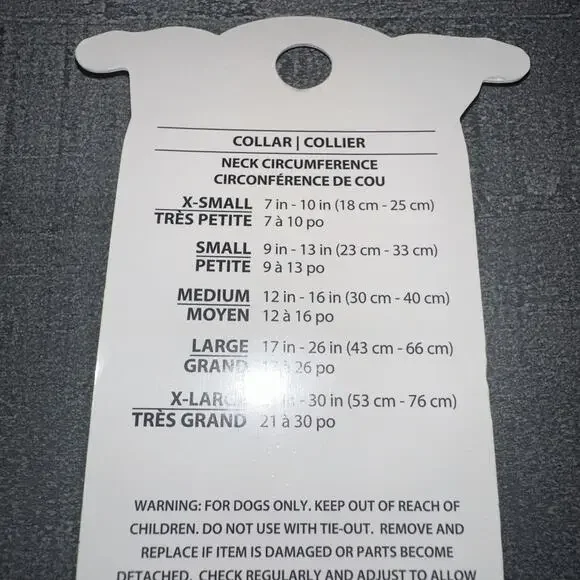 COLLAR | COLLIER
NECK CIRCUMFERENCE
CIRCONFÉRENCE DE COU
X-SMALL 7 in - 10 in (18 cm - 25 cm)
TRÈS PETITE 7 à 10 po
SMALL 9 in - 13 in (23 cm - 33 cm)
PETITE 9 à 13 po
MEDIUM 12 in - 16 in (30 cm - 40 cm)
MOYEN 12 à 16 po
LARGE 17 in - 26 in (43 cm - 66 cm)
GRAND à 26 po
X-LARGE - 30 in (53 cm - 76 cm)
TRÈS GRAND 21 à 30 po
WARNING: FOR DOGS ONLY. KEEP OUT OF REACH OF
CHILDREN. DO NOT USE WITH TIE-OUT. REMOVE AND
REPLACE IF ITEM IS DAMAGED OR PARTS BECOME
DETACHED. CHECK REGULARLY AND ADJUST TO ALLOW